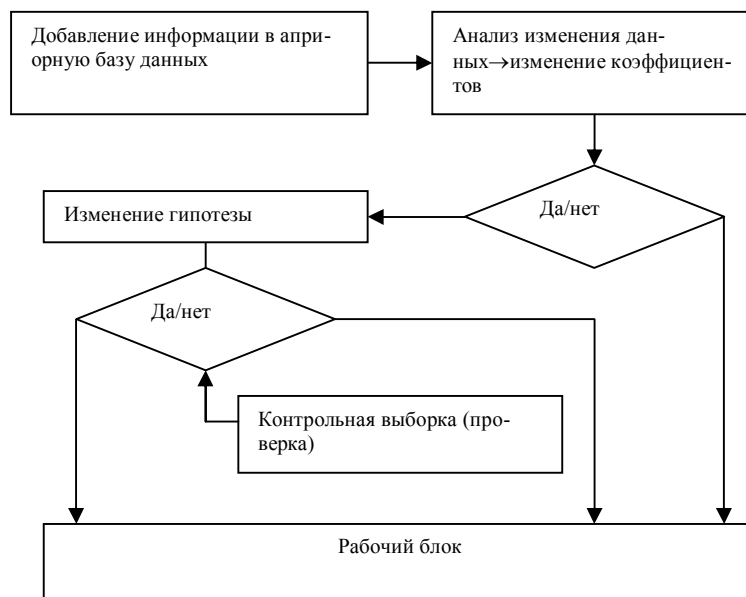 Добавление информации в апри-
орную базу данных
Анализ изменения дан-
ных→изменение коэффициен-
тов
Да/нет
Изменение гипотезы
Да/нет
Контрольная выборка (про-
верка)
Рабочий блок